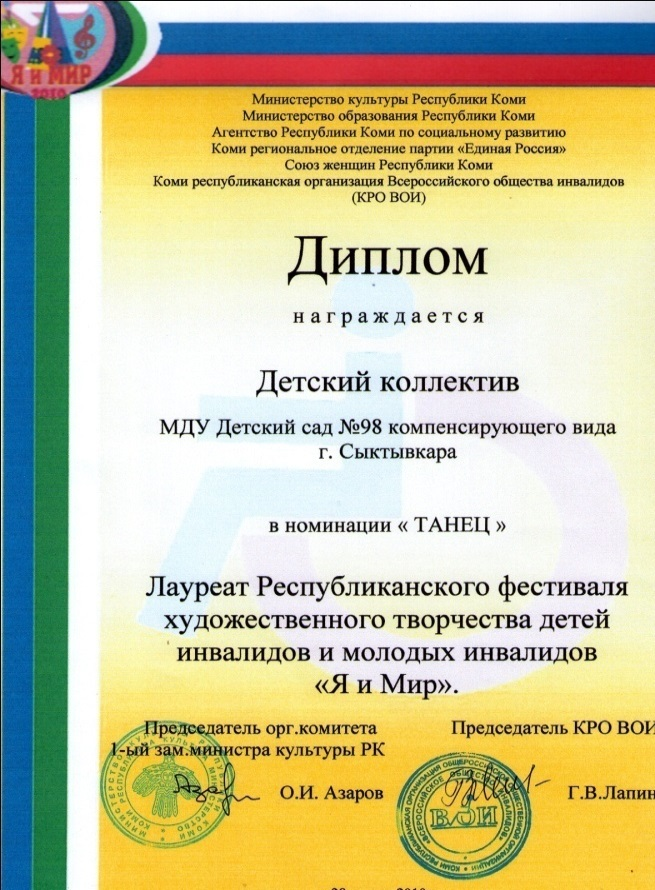 Я и МИР
2010
Министерство культуры Республики Коми
Министерство образования Республики Коми
Агентство Республики Коми по социальному развитию
Коми региональное отделение партии «Единая Россия»
Союз женщин Республики Коми
Коми республиканская организация Всероссийского общества инвалидов
(КРО ВОИ)
Диплом
награждается
Детский коллектив
МДУ Детский сад №98 компенсирующего вида
г. Сыктывкара
в номинации « ТАНЕЦ »
Лауреат Республиканского фестиваля
художественного творчества детей
инвалидов и молодых инвалидов
«Я и Мир».
Председатель орг.комитета
1-ый зам.министра культуры РК
О.И. Азаров
Председатель КРО ВОИ
Г.В.Лапин
ВОИ